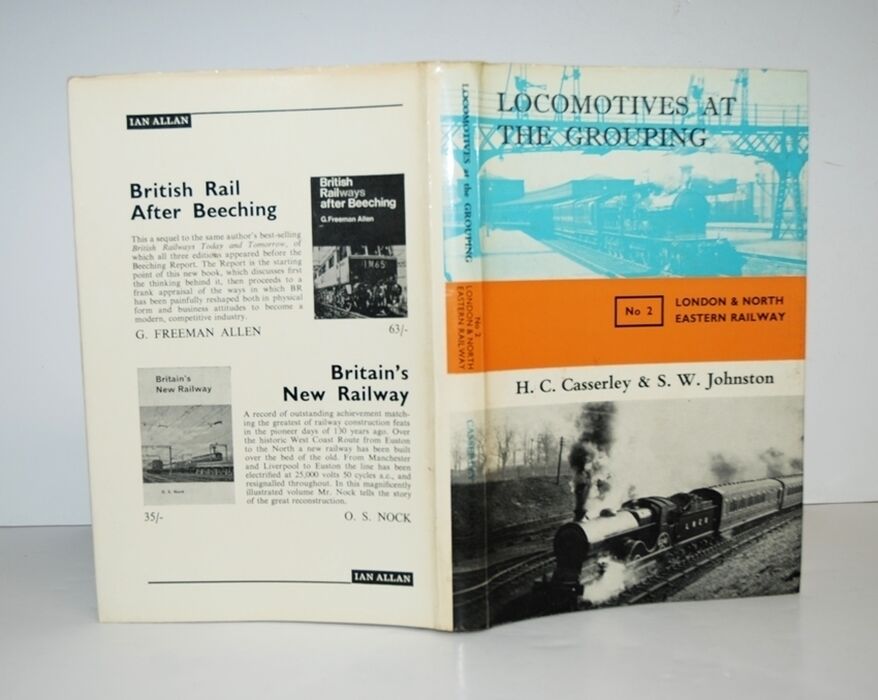 IAN ALLAN
British Rail
After Beeching
This a sequel to the same author's best-selling
British Railways Today and Tomorrow, of
which all three editions appeared before the
Beeching Report. The Report is the starting
point of this new book, which discusses first
the thinking behind it, then proceeds to a
frank appraisal of the ways in which BR
has been painfully reshaped both in physical
form and business attitudes to become a
modern, competitive industry.
G. FREEMAN ALLEN
63/-
British
Railways
after Beeching
G. Freeman Allen
1M65
Britain's
New Railway
O. S. Nock
Britain's
New Railway
A record of outstanding achievement match-
ing the greatest of railway construction feats
in the pioneer days of 130 years ago. Over
the historic West Coast Route from Euston
to the North a new railway has been built
over the bed of the old. From Manchester
and Liverpool to Euston the line has been
electrified at 25,000 volts 50 cycles a.c., and
resignalled throughout. In this magnificently
illustrated volume Mr. Nock tells the story
of the great reconstruction.
35/-
O. S. NOCK
IAN ALLAN
LOCOMOTIVES at the GROUPING
No 2
LONDON & NORTH
EASTERN RAILWAY
CASSERLEY
LOCOMOTIVES AT
THE GROUPING
No 2
LONDON & NORTH
EASTERN RAILWAY
H. C. Casserley & S. W. Johnston